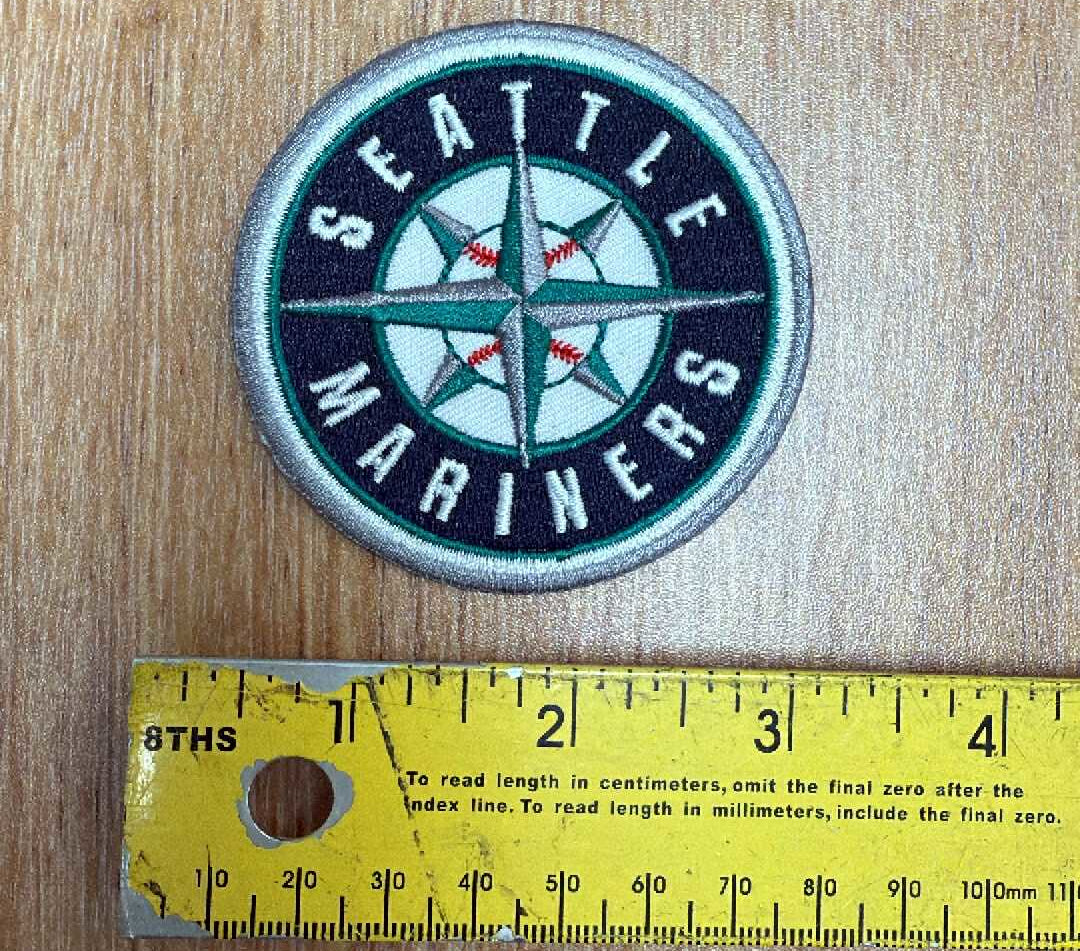 SEATTLE
MARINERS
1 2 3 4
8THS
To read length in centimeters, omit the final zero after the
index line. To read length in millimeters, include the final zero.
10 20 30 40 50 60 70 80 90 100mm 11